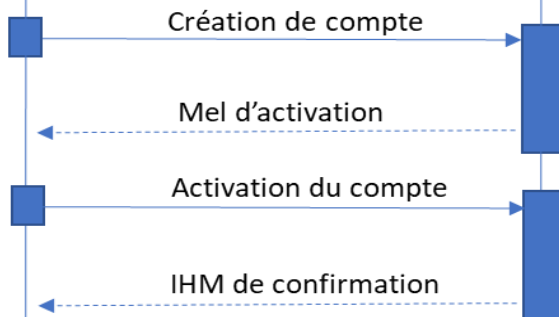 Création de compte
Mel d’activation
Activation du compte
IHM de confirmation